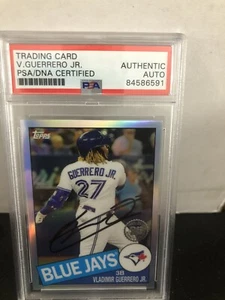 TRADING CARD
V.GUERRERO JR.
PSA/DNA CERTIFIED
AUTHENTIC
AUTO
84586591
PSA
Topps
GUERRERO JR.
27
BLUE JAYS
3B
VLADIMIR GUERRERO JR.